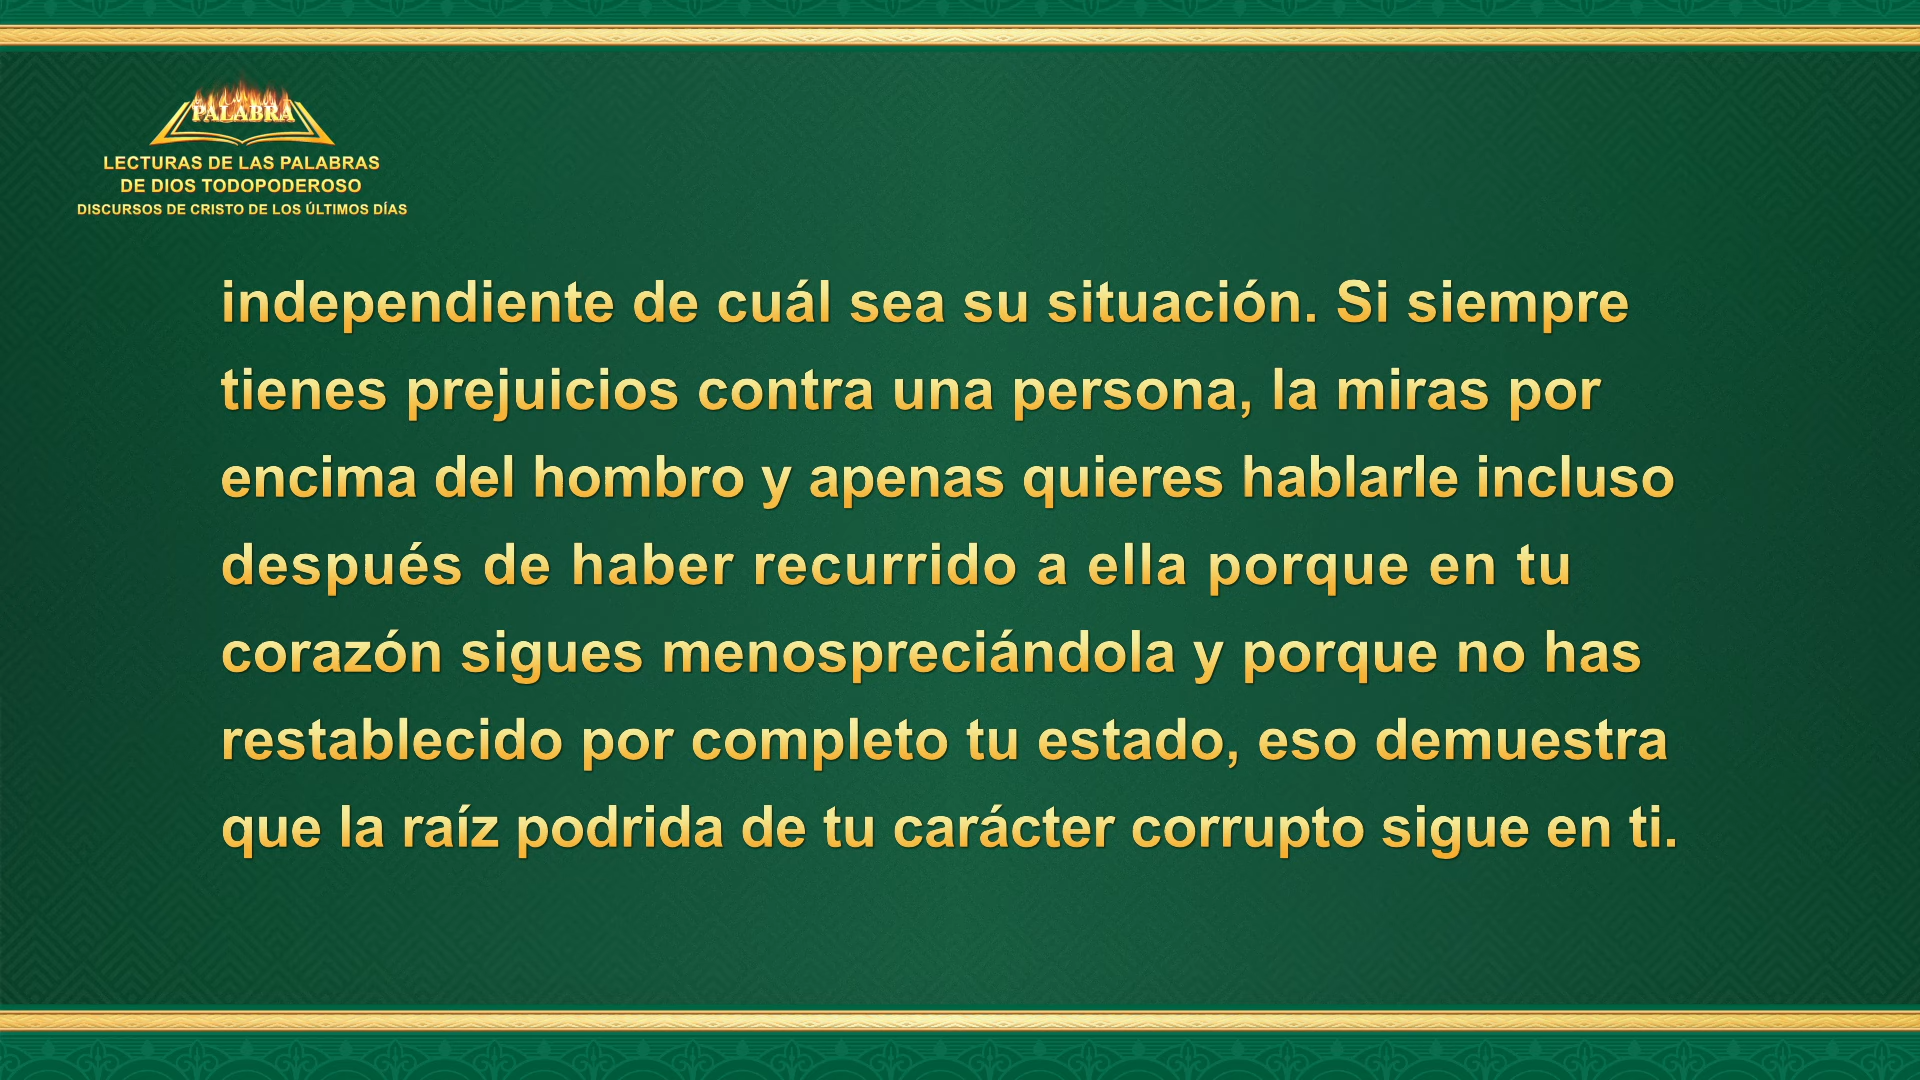 PALABRA
LECTURAS DE LAS PALABRAS
DE DIOS TODOPODEROSO
DISCURSOS DE CRISTO DE LOS ÚLTIMOS DÍAS
independiente de cuál sea su situación. Si siempre
tienes prejuicios contra una persona, la miras por
encima del hombro y apenas quieres hablarle incluso
después de haber recurrido a ella porque en tu
corazón sigues menospreciándola y porque no has
restablecido por completo tu estado, eso demuestra
que la raíz podrida de tu carácter corrupto sigue en ti.